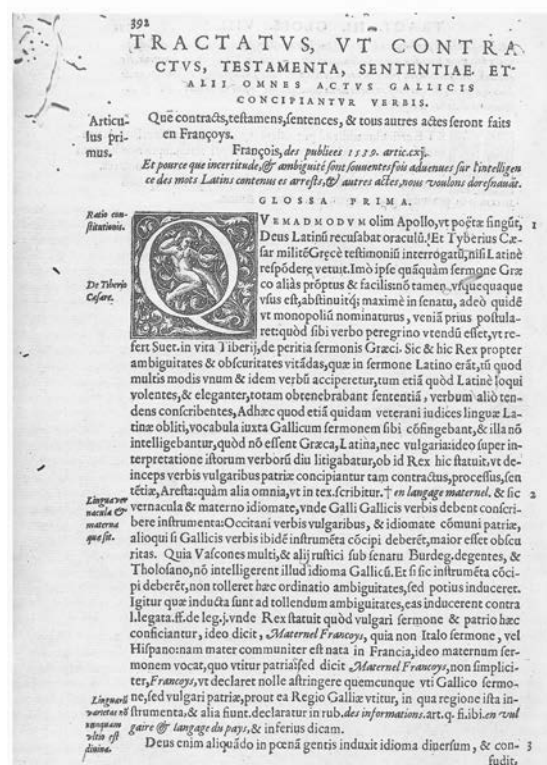 392
TRACTATVS, VT CONTRA
CTVS, TESTAMENTA, SENTENTIAE ET
ALII OMNES ACTVS GALLICIS
CONCIPIANTVR VERBIS.
Articu-
lus pri-
mus.
Que contracts, testamens, sentences, & tous autres actes seront faits
en Françoys.
François, des publiees 1539. artic. cxj.
Et pource que incertitude, & ambiguité sont souuentesfois aduenues sur l'intelligen
ce des mots Latins contenus es arrests, & autres actes, nous voulons doresnauāt.
GLOSSA PRIMA.
Ratio con-
stitutionis.
QVEMADMODVM olim Apollo, vt poëtæ fingūt, 1
Deus Latinū recusabat oraculū. Et Tyberius Cæ-
sar militē Græcè testimoniū interrogatū, nisi Latinè
respōdere vetuit. Imò ipse quāquàm sermone Græ
De Tiberio
Cesare.
co aliàs prōptus & facilis: nō tamen vsquequaque
vsus est, abstinuitq; maximè in senatu, adeò quidē
vt monopoliū nominaturus, veniā prius postula-
ret: quòd sibi verbo peregrino vtendū esset, vt re-
fert Suet. in vita Tiberij, de peritia sermonis Græci. Sic & hic Rex propter
ambiguitates & obscuritates vitādas, quæ in sermone Latino erāt, tū quod
multis modis vnum & idem verbū acciperetur, tum etiā quòd Latinè loqui
volentes, & eleganter, totam obtenebrabant sententiā, verbum aliò ten-
dens conscribentes, Adhæc quod etiā quidam veterani iudices linguæ La-
tinæ obliti, vocabula iuxta Gallicum sermonem sibi cōfingebant, & illa nō
intelligebantur, quòd nō essent Græca, Latina, nec vulgaria: ideo super in-
terpretatione istorum verborū diu litigabatur, ob id Rex hic statuit, vt de-
inceps verbis vulgaribus patriæ concipiantur tam contractus, processus, sen
tētiæ, Aresta: quàm alia omnia, vt in tex. scribitur. † en langage maternel. & sic 2
Lingua ver
nacula &
materna
quæ sit.
vernacula & materno idiomate, vnde Galli Gallicis verbis debent conscri-
bere instrumenta: Occitani verbis vulgaribus, & idiomate cōmuni patriæ,
alioqui si Gallicis verbis ibidē instrumēta cōcipi deberēt, maior esset obscu
ritas. Quia Vascones multi, & alij rustici sub senatu Burdeg. degentes, &
Tholosano, nō intelligerent illud idioma Gallicū. Et si sic instrumēta cōci-
pi deberēt, non tolleret hæc ordinatio ambiguitates, sed potius induceret.
Igitur quæ inducta sunt ad tollendum ambiguitates, eas inducerent contra
l. legata. ff. de leg. j. vnde Rex statuit quòd vulgari sermone & patrio hæc
conficiantur, ideo dicit, Maternel Francoys, quia non Italo sermone, vel
Hispano: nam mater communiter est nata in Francia, ideo maternum ser-
monem vocat, quo vtitur patria: sed dicit Maternel Francoys, non simplici-
ter, Francoys, vt declaret nolle astringere quemcunque vti Gallico sermo-
Linguarū
varietas nō
nunquam
vltio est
diuina.
ne, sed vulgari patriæ, prout ea Regio Galliæ vtitur, in qua regione ista in-
strumenta, & alia fiunt. declaratur in rub. des informations. art. q. fi. ibi. en vul
gaire & langage du pays, & inferius dicam.
Deus enim aliquādo in pœnā gentis induxit idioma diuersum, & con- 3
fudit,